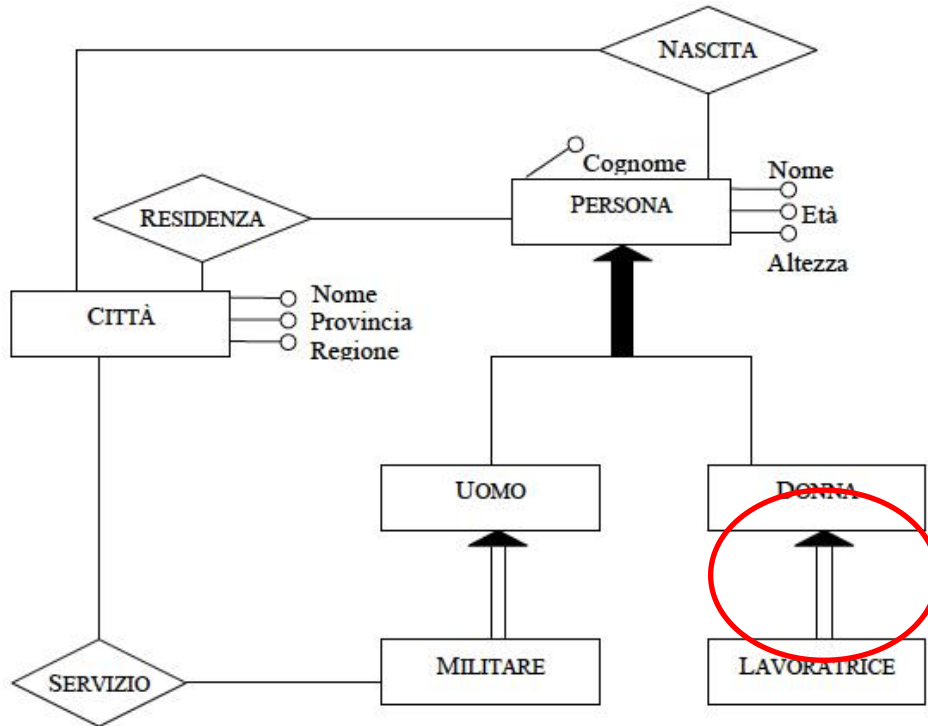 NASCITA
Cognome
Nome
PERSONA
Età
Altezza
RESIDENZA
CITTÀ
Nome
Provincia
Regione
UOMO
DONNA
SERVIZIO
MILITARE
LAVORATRICE